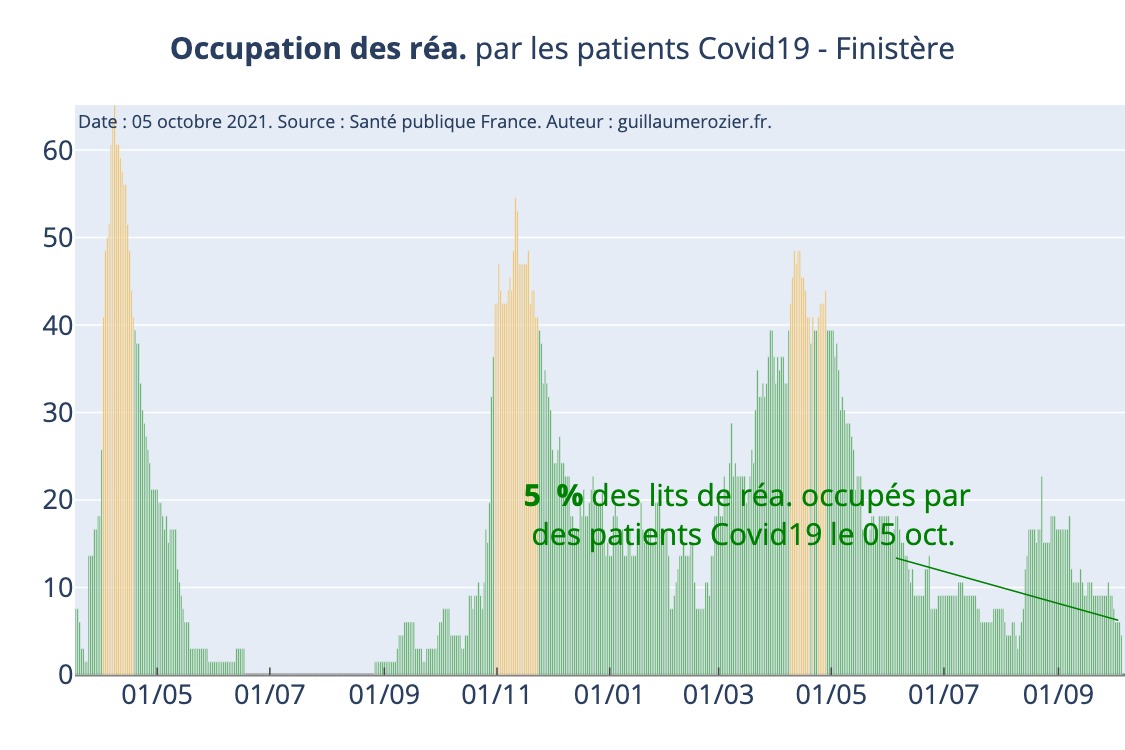 Occupation des réa. par les patients Covid19 - Finistère
Date : 05 octobre 2021. Source : Santé publique France. Auteur : guillaumerozier.fr.
60
50
40
30
20
10
0
5 % des lits de réa. occupés par
des patients Covid19 le 05 oct.
01/05 01/07 01/09 01/11 01/01 01/03 01/05 01/07 01/09